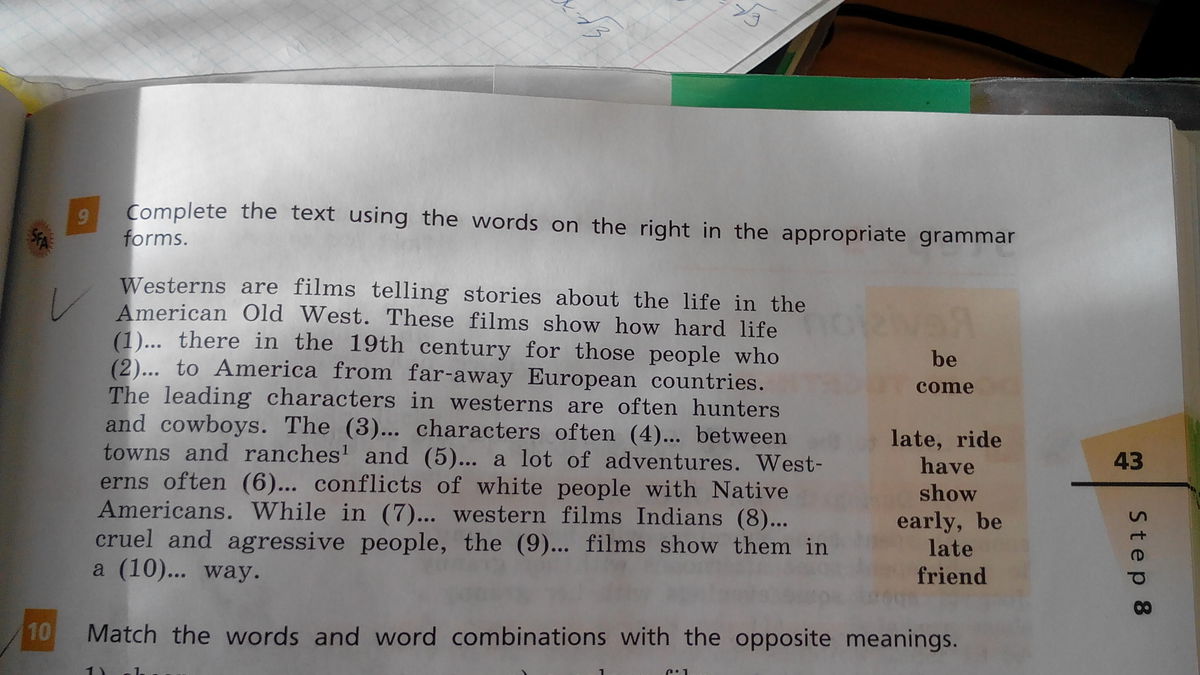 9 Complete the text using the words on the right in the appropriate grammar
SFA forms.
Westerns are films telling stories about the life in the
American Old West. These films show how hard life
(1)... there in the 19th century for those people who be
(2)... to America from far-away European countries. come
The leading characters in westerns are often hunters
and cowboys. The (3)... characters often (4)... between late, ride
towns and ranches¹ and (5)... a lot of adventures. West- have
erns often (6)... conflicts of white people with Native show
Americans. While in (7)... western films Indians (8)... early, be
cruel and agressive people, the (9)... films show them in late
a (10)... way. friend
43
Step 8
10 Match the words and word combinations with the opposite meanings.